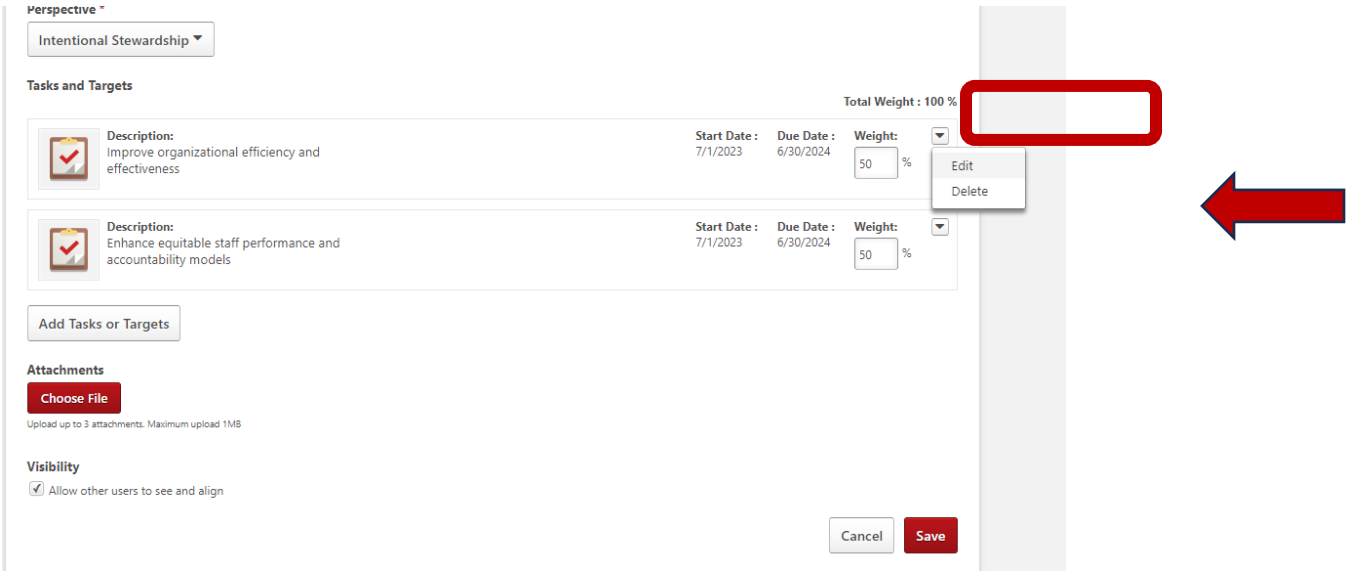 Perspective *
Intentional Stewardship
Tasks and Targets
Total Weight : 100 %
Description:
Improve organizational efficiency and
effectiveness
Start Date :
7/1/2023
Due Date :
6/30/2024
Weight:
50 %
Edit
Delete
Description:
Enhance equitable staff performance and
accountability models
Start Date :
7/1/2023
Due Date :
6/30/2024
Weight:
50 %
Add Tasks or Targets
Attachments
Choose File
Upload up to 3 attachments. Maximum upload 1MB
Visibility
Allow other users to see and align
Cancel
Save